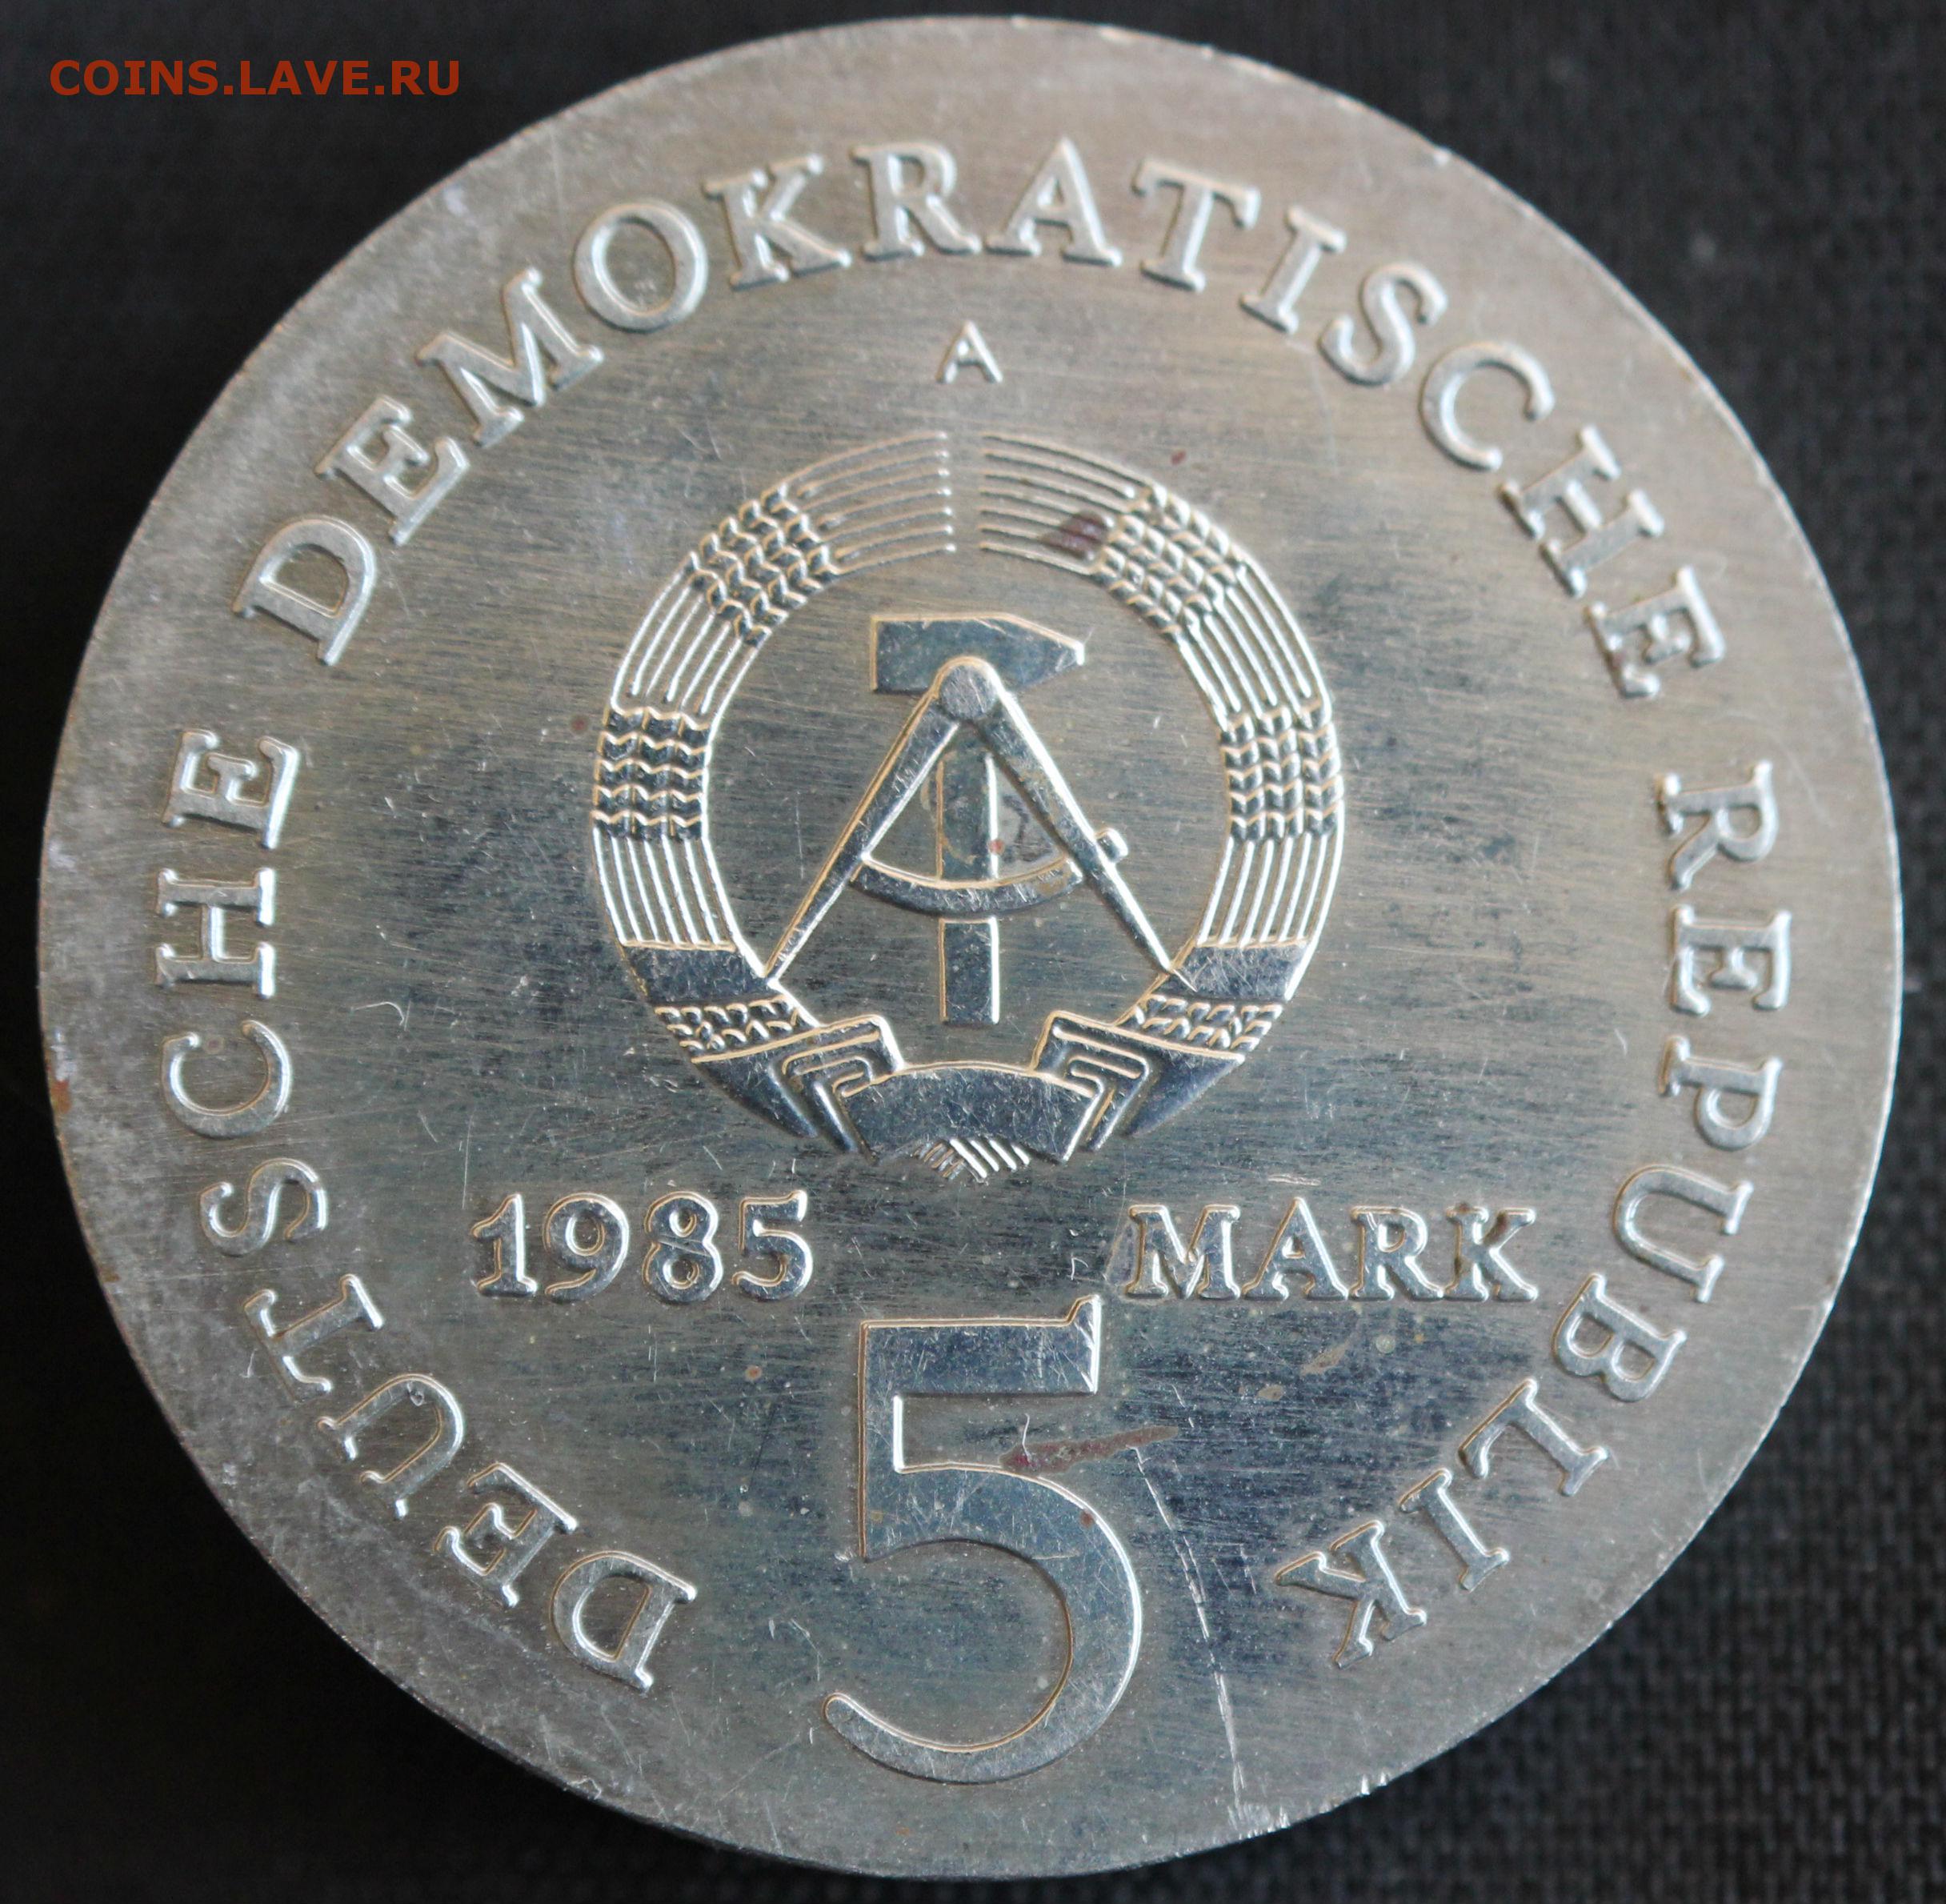 COINS.LAVE.RU
DEUTSCHE DEMOKRATISCHE REPUBLIK
A
1985 MARK
5